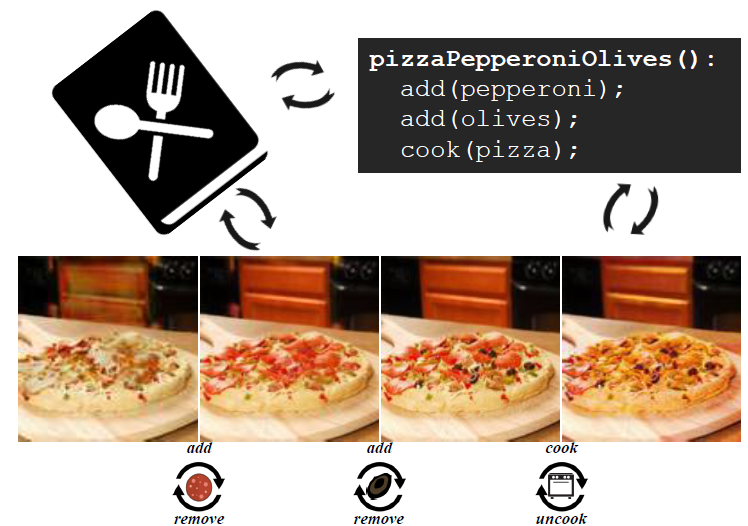 pizzaPepperoniOlives():
add(pepperoni);
add(olives);
cook(pizza);
add
add
cook
remove
remove
uncook